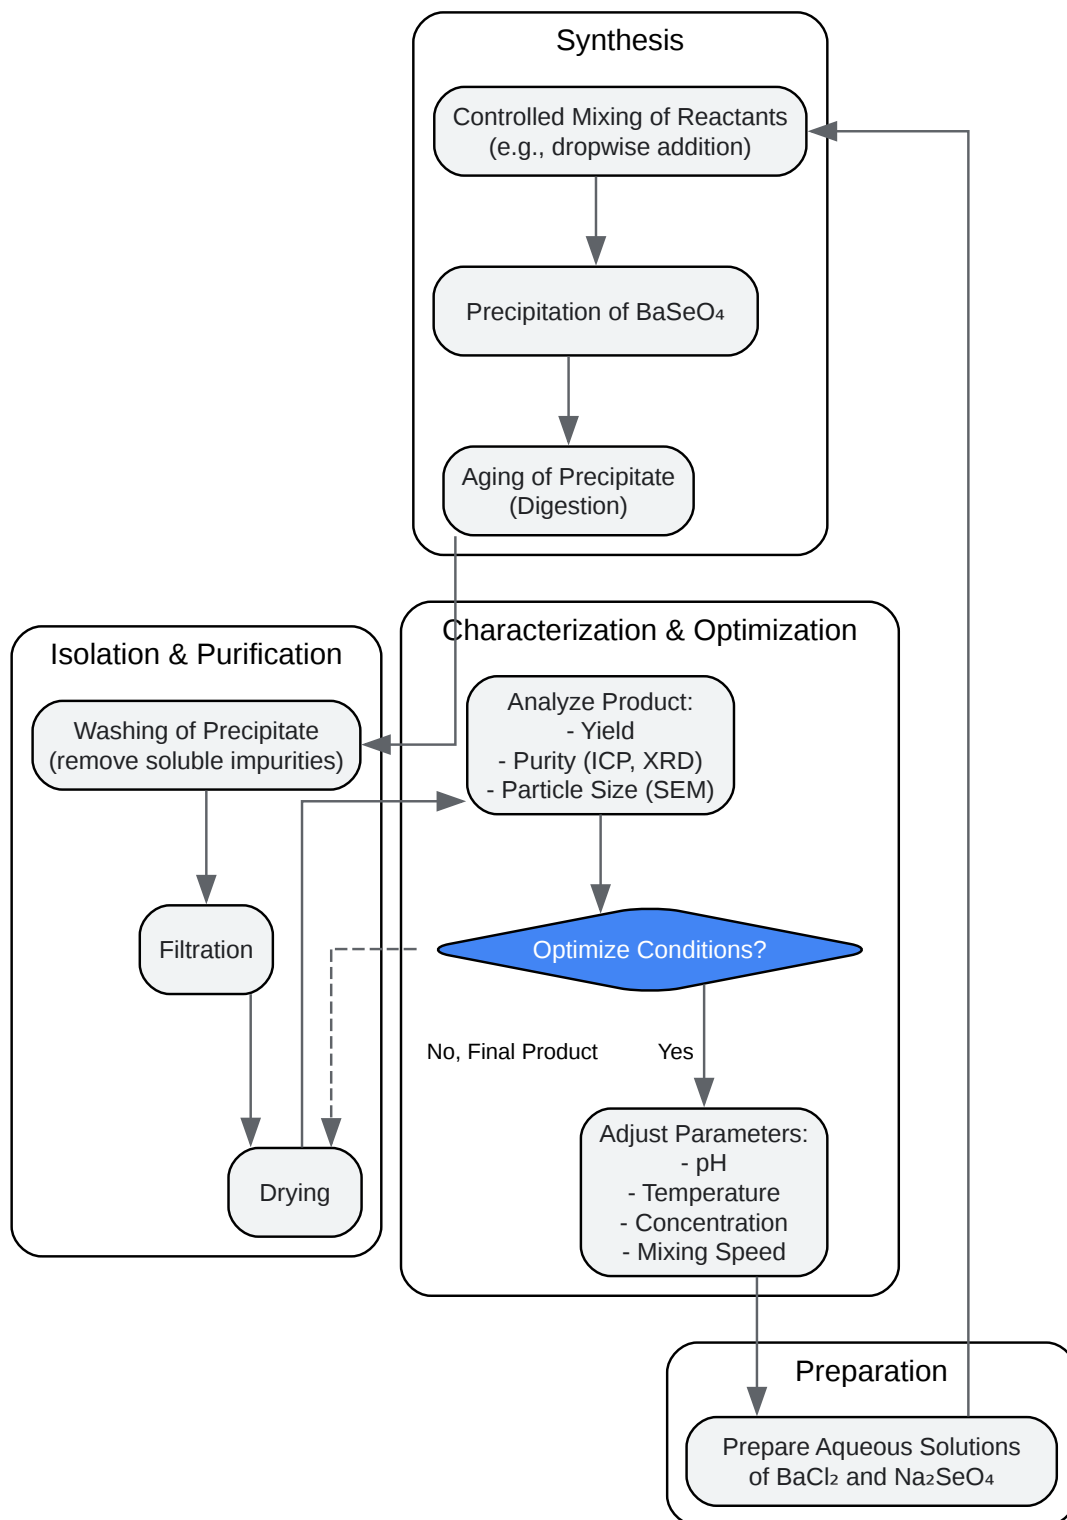 Synthesis
Controlled Mixing of Reactants
(e.g., dropwise addition)
Precipitation of BaSeO₄
Aging of Precipitate
(Digestion)
Isolation & Purification
Washing of Precipitate
(remove soluble impurities)
Filtration
Drying
Characterization & Optimization
Analyze Product:
- Yield
- Purity (ICP, XRD)
- Particle Size (SEM)
Optimize Conditions?
No, Final Product
Yes
Adjust Parameters:
- pH
- Temperature
- Concentration
- Mixing Speed
Preparation
Prepare Aqueous Solutions
of BaCl₂ and Na₂SeO₄